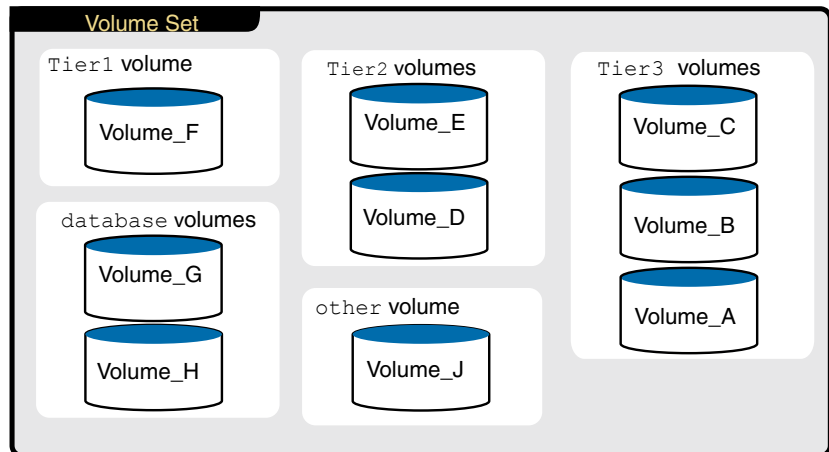 Volume Set
Tier1 volume
Volume_F
Tier2 volumes
Volume_E
Volume_D
Tier3 volumes
Volume_C
Volume_B
Volume_A
database volumes
Volume_G
Volume_H
other volume
Volume_J